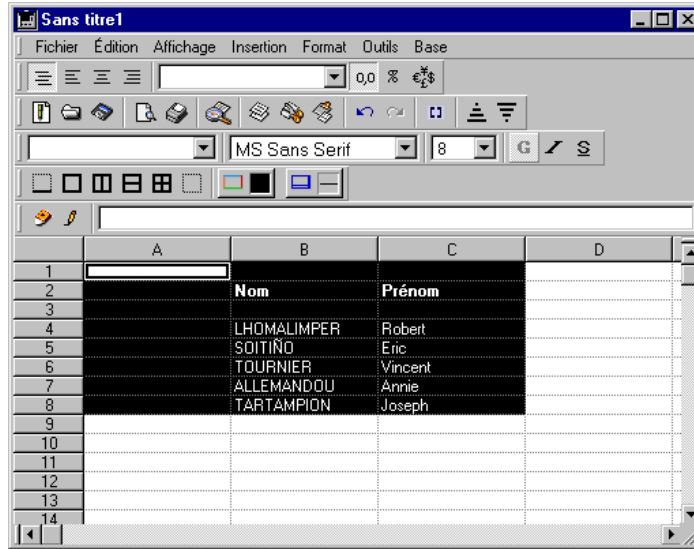 Sans titre1
Fichier Édition Affichage Insertion Format Outils Base
0,0 % €¥£$
MS Sans Serif 8 G I S
A B C D
1
2 Nom Prénom
3
4 LHOMALIMPER Robert
5 SOITIÑO Eric
6 TOURNIER Vincent
7 ALLEMANDOU Annie
8 TARTAMPION Joseph
9
10
11
12
13
14